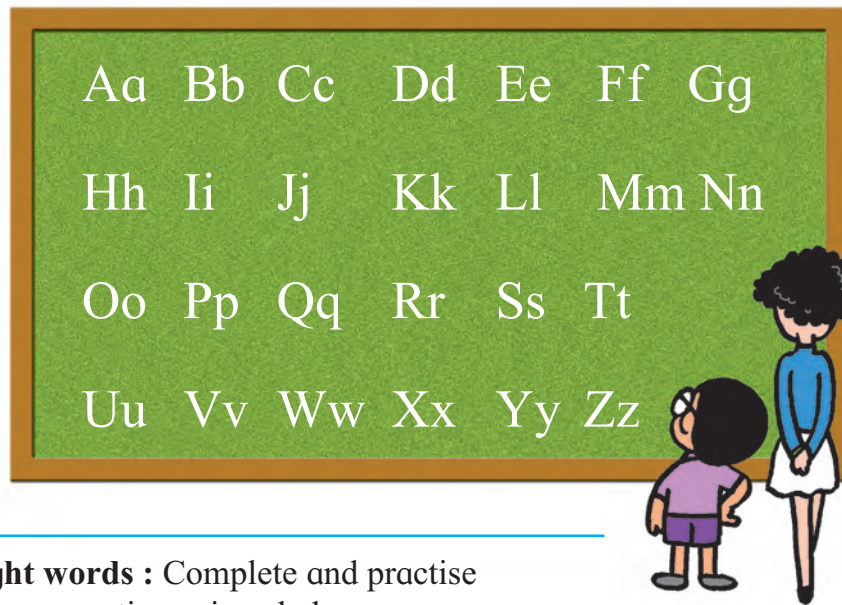 Aa Bb Cc Dd Ee Ff Gg
Hh Ii Jj Kk Ll Mm Nn
Oo Pp Qq Rr Ss Tt
Uu Vv Ww Xx Yy Zz
words : Complete and practise